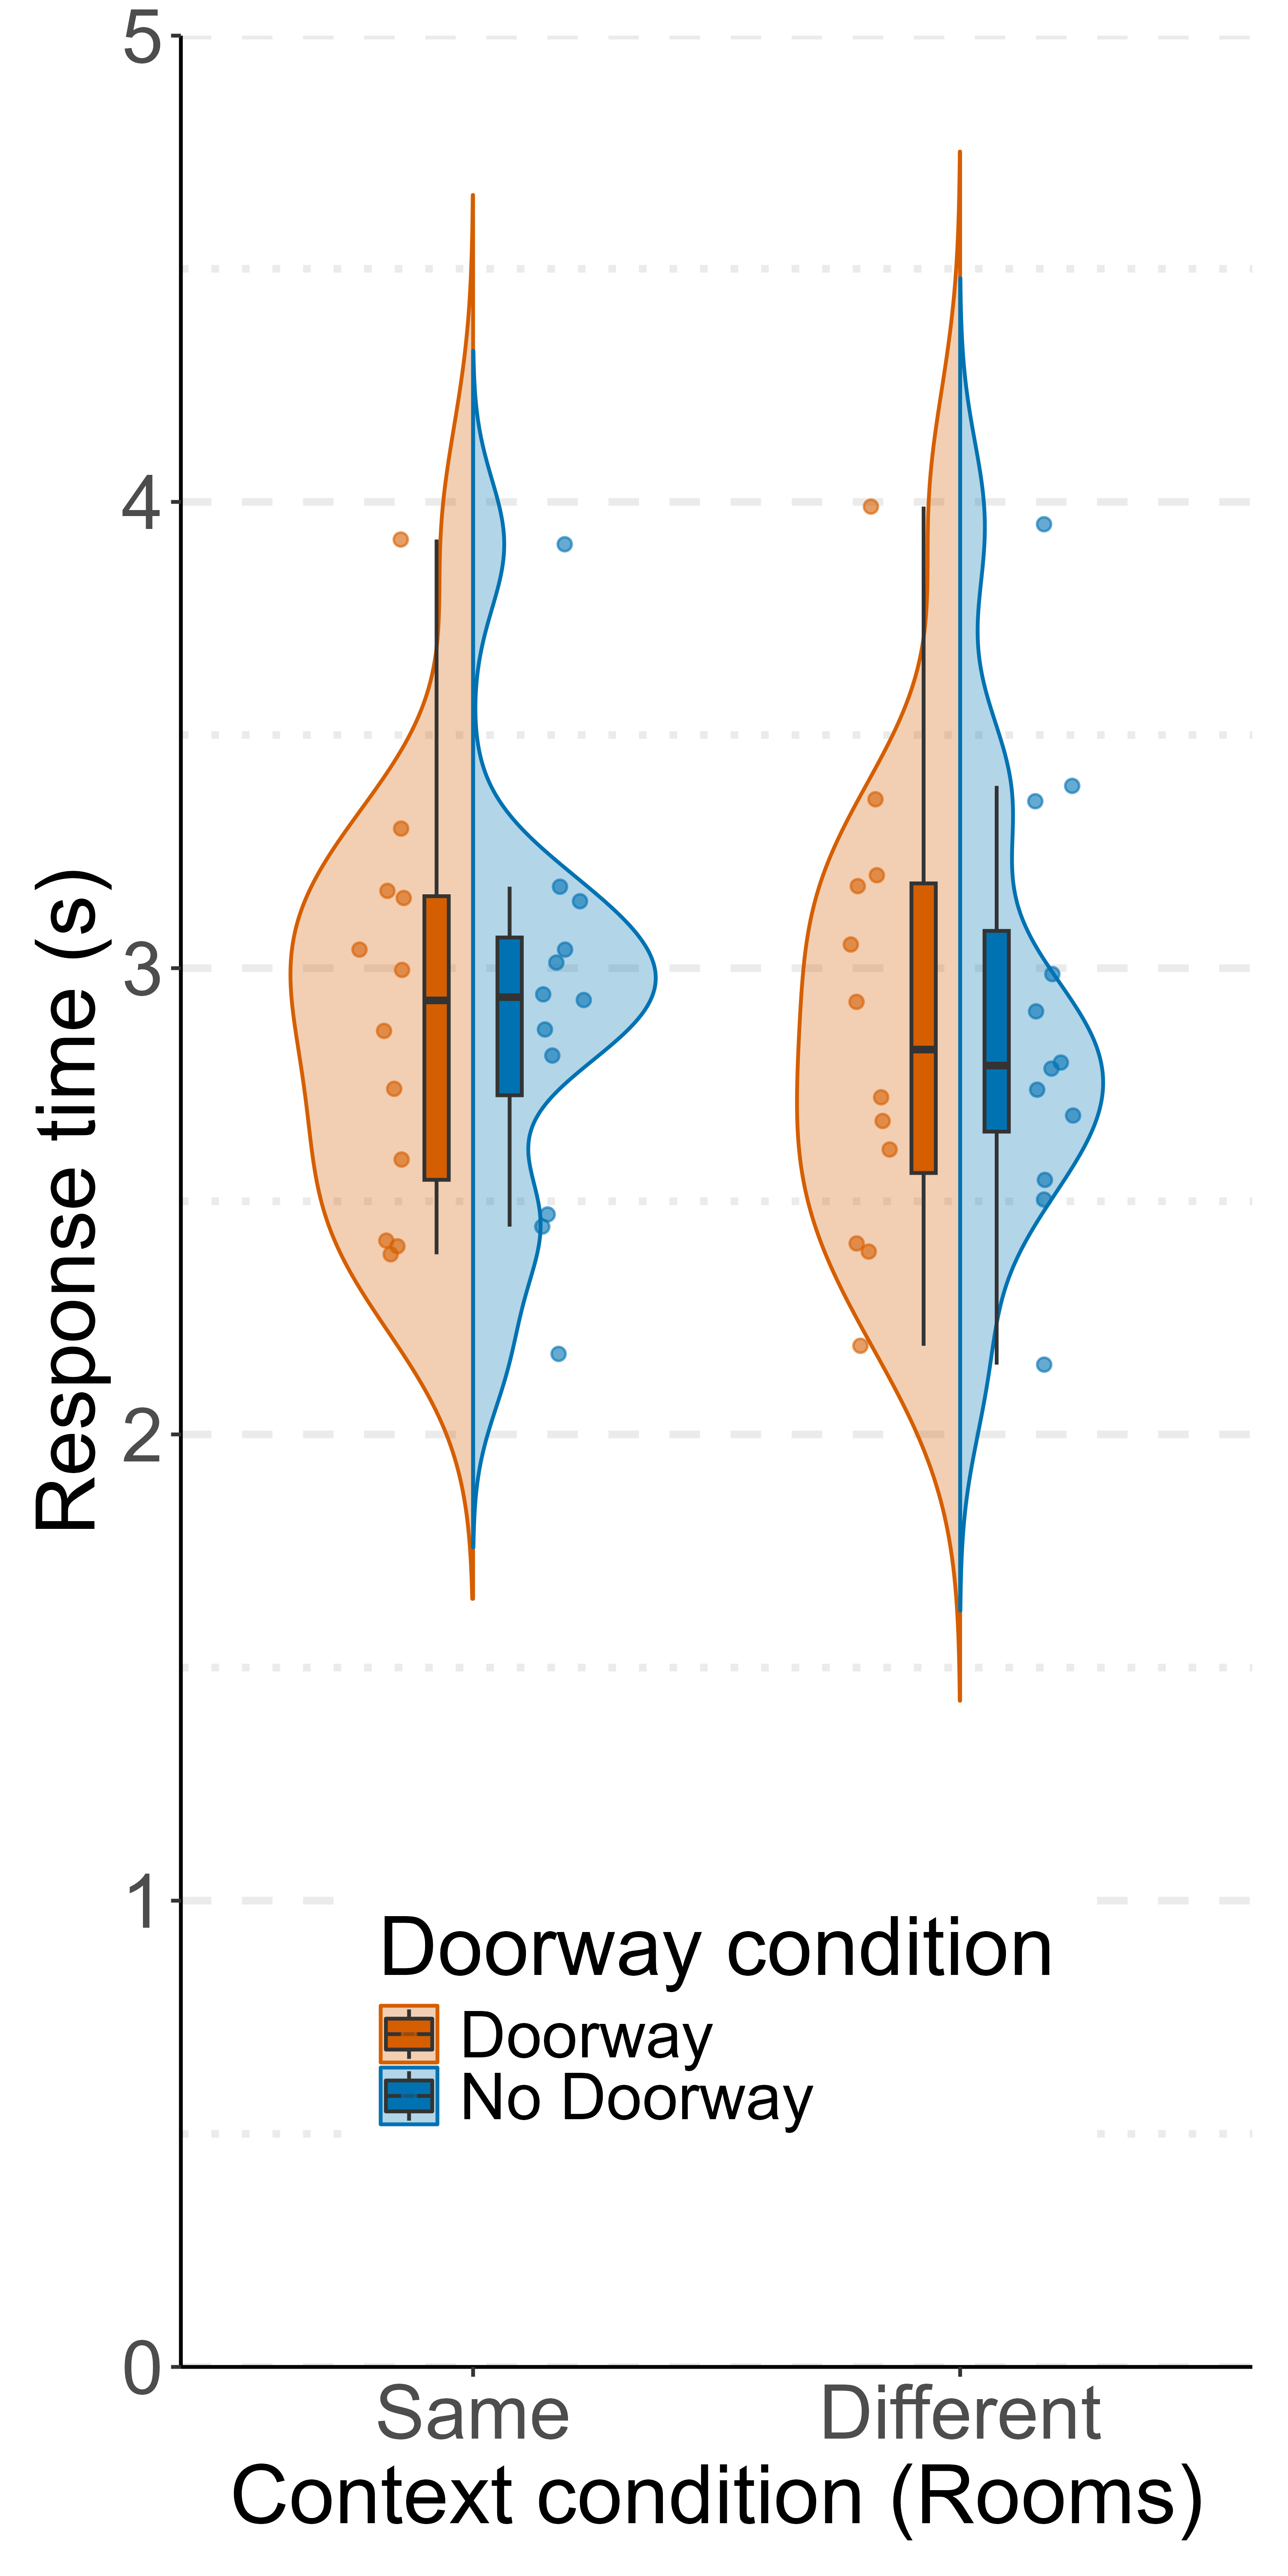 Response time (s)
5
4
3
2
1
0
Doorway condition
Doorway
No Doorway
Same Different
Context condition (Rooms)